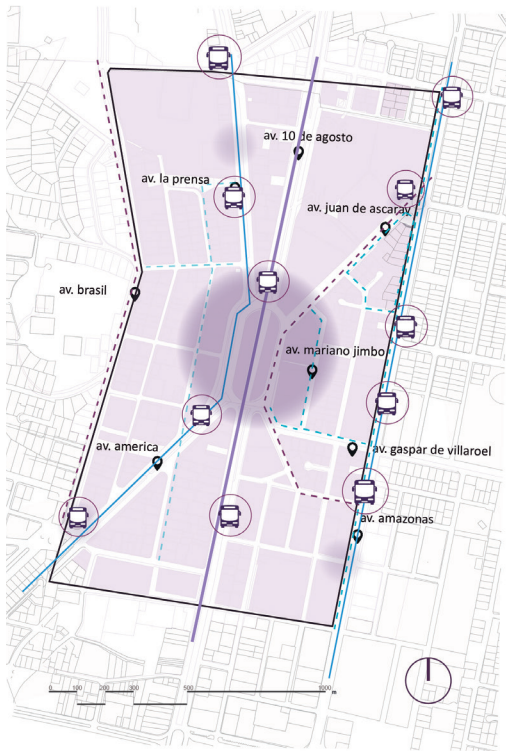 av. 10 de agosto
av. la prensa
av. juan de ascaray
av. brasil
av. mariano jimbo
av. america
av. gaspar de villaroel
av. amazonas
0 100 200 300 500 1000 m